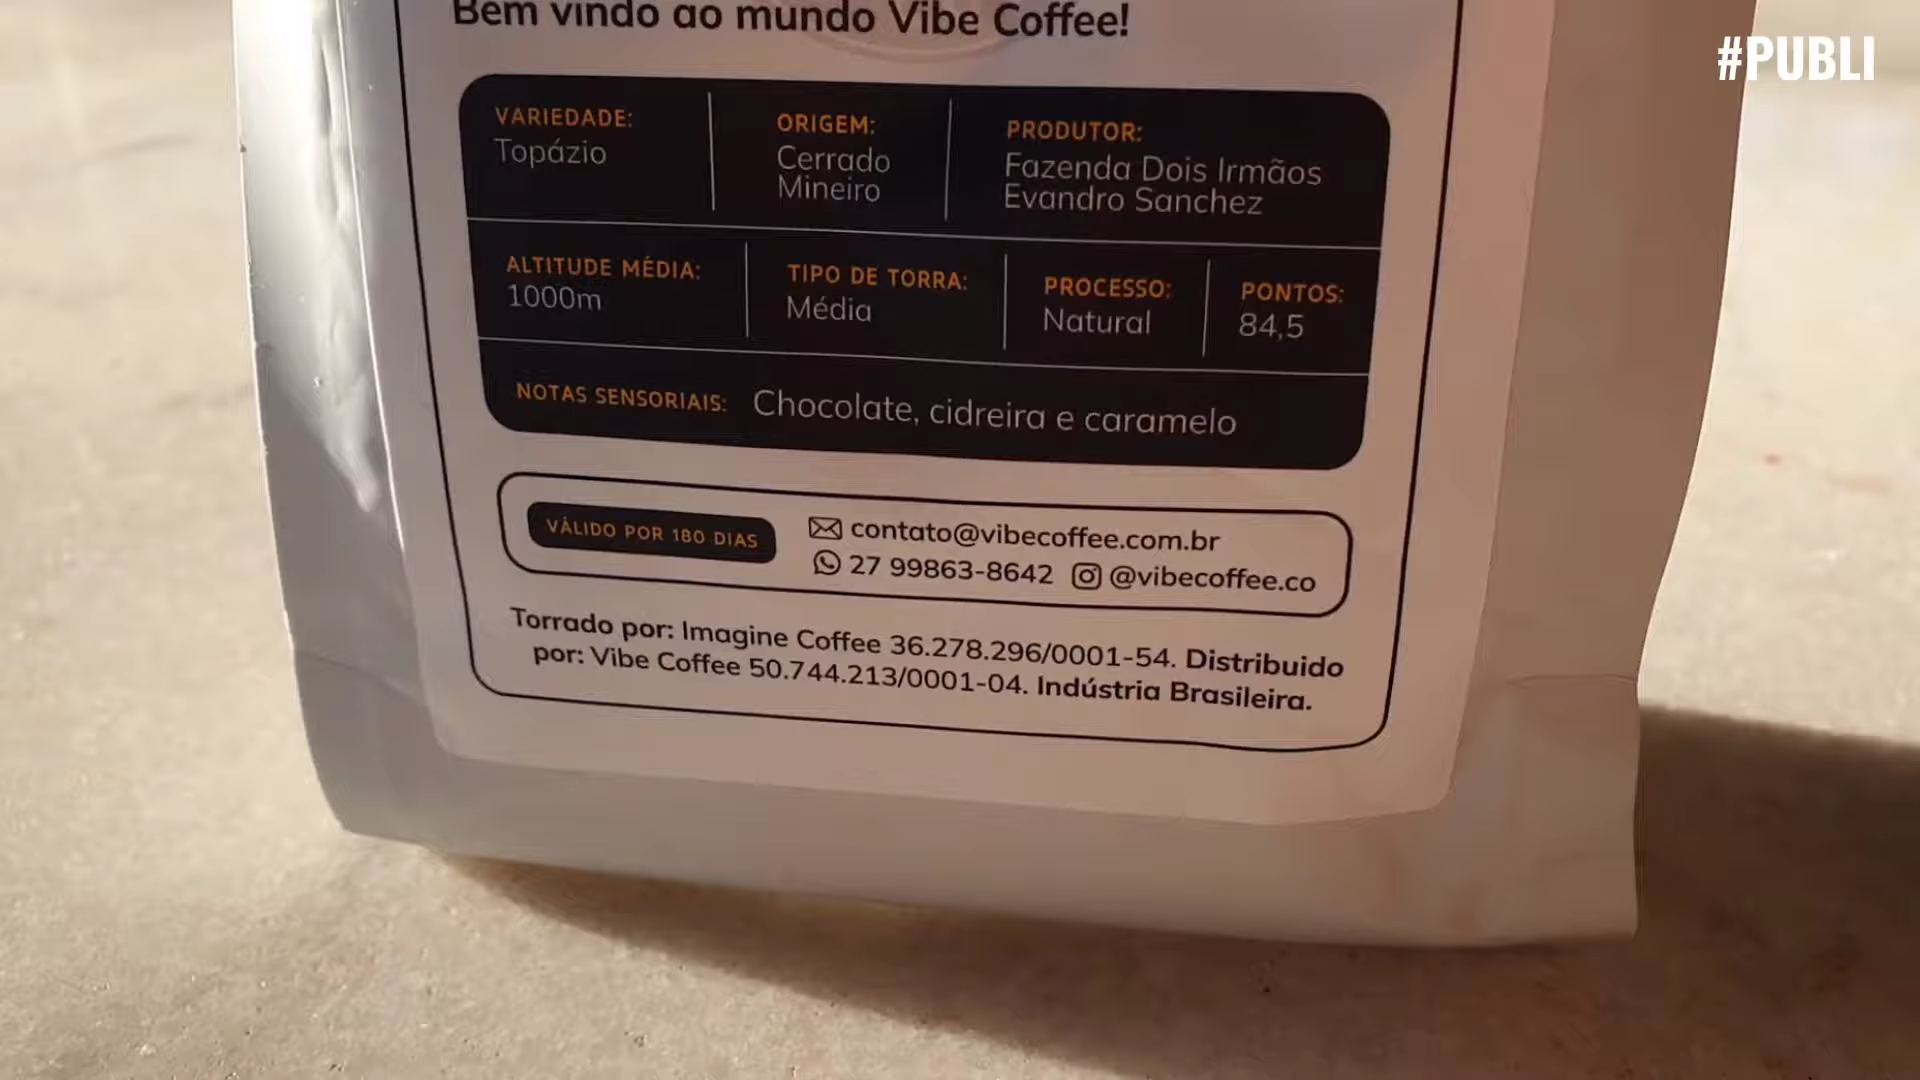 Bem vindo ao mundo Vibe Coffee!
#PUBLI
VARIEDADE:
Topázio
ORIGEM:
Cerrado
Mineiro
PRODUTOR:
Fazenda Dois Irmãos
Evandro Sanchez
ALTITUDE MÉDIA:
1000m
TIPO DE TORRA:
Média
PROCESSO:
Natural
PONTOS:
84,5
NOTAS SENSORIAIS: Chocolate, cidreira e caramelo
VÁLIDO POR 180 DIAS
contato@vibecoffee.com.br
27 99863-8642 @vibecoffee.co
Torrado por: Imagine Coffee 36.278.296/0001-54. Distribuido
por: Vibe Coffee 50.744.213/0001-04. Indústria Brasileira.